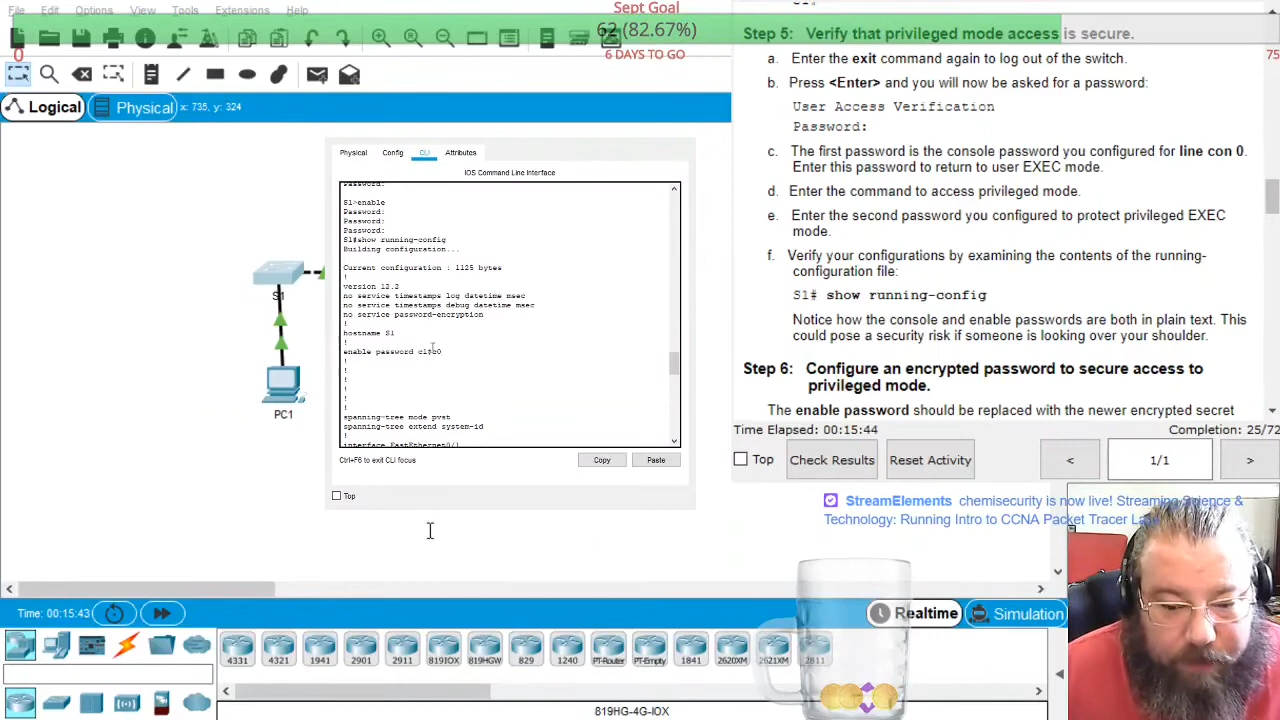 File Edit Options View Tools Extensions Help
Sept Goal
62 (82.67%)
6 DAYS TO GO
0
75
Logical
Physical
x: 735, y: 324
Step 5: Verify that privileged mode access is secure.
a. Enter the exit command again to log out of the switch.
b. Press <Enter> and you will now be asked for a password:
User Access Verification
Password:
c. The first password is the console password you configured for line con 0.
Enter this password to return to user EXEC mode.
d. Enter the command to access privileged mode.
e. Enter the second password you configured to protect privileged EXEC
mode.
f. Verify your configurations by examining the contents of the running-
configuration file:
S1# show running-config
Notice how the console and enable passwords are both in plain text. This
could pose a security risk if someone is looking over your shoulder.
Step 6: Configure an encrypted password to secure access to
privileged mode.
The enable password should be replaced with the newer encrypted secret
Time Elapsed: 00:15:44
Completion: 25/72
Top
Check Results
Reset Activity
<
1/1
>
Physical Config CLI Attributes
IOS Command Line Interface
Password:
S1>enable
Password:
Password:
Password:
S1#show running-config
Building configuration...
Current configuration : 1125 bytes
!
version 12.2
no service timestamps log datetime msec
no service timestamps debug datetime msec
no service password-encryption
!
hostname S1
!
enable password c1$c0
!
!
!
!
!
!
spanning-tree mode pvst
spanning-tree extend system-id
!
interface FastEthernet0/1
Ctrl+F6 to exit CLI focus
Copy
Paste
Top
S1
PC1
StreamElements chemisecurity is now live! Streaming Science &
Technology: Running Intro to CCNA Packet Tracer
Time: 00:15:43
Realtime
Simulation
4331 4321 1941 2901 2911 819IOX 819HGW 829 1240 PT-Router PT-Empty 1841 2620XM 2621XM 2811
819HG-4G-IOX